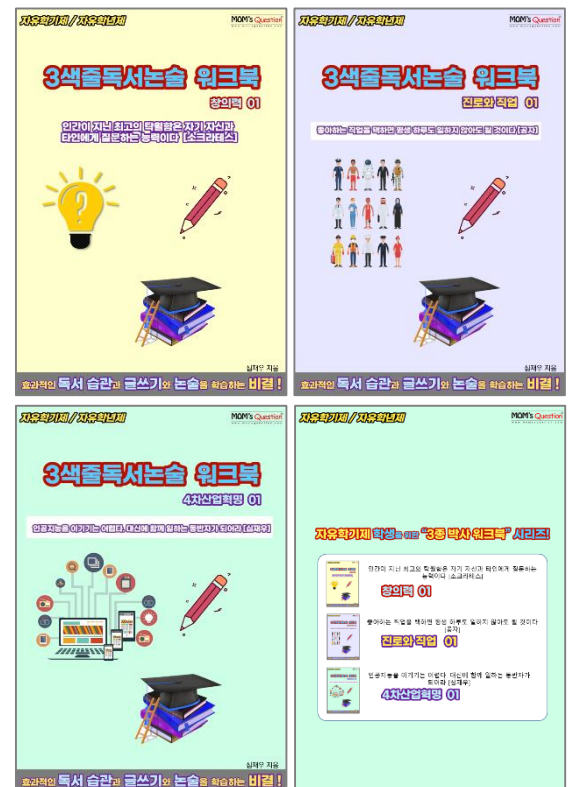 자유학기제 / 자유학년제
MOM's Question
3색줄독서논술 워크북
창의력 01
인간이 지닌 최고의 탁월함은 자기 자신과
타인에게 질문하는 능력이다 [소크라테스]
심재우 지음
효과적인 독서 습관과 글쓰기와 논술을 학습하는 비결 !
자유학기제 / 자유학년제
MOM's Question
3색줄독서논술 워크북
진로와 직업 01
좋아하는 직업을 택하면 평생 하루도 일하지 않아도 될 것이다 [공자]
심재우 지음
효과적인 독서 습관과 글쓰기와 논술을 학습하는 비결 !
자유학기제 / 자유학년제
MOM's Question
3색줄독서논술 워크북
4차산업혁명 01
인공지능을 이기기는 어렵다. 대신에 함께 일하는 동반자가 되어라 [심재우]
심재우 지음
효과적인 독서 습관과 글쓰기와 논술을 학습하는 비결 !
자유학기제 / 자유학년제
MOM's Question
자유학기제 학생을 위한 "3종 박사 워크북" 시리즈!
인간이 지닌 최고의 탁월함은 자기 자신과 타인에게 질문하는
능력이다 [소크라테스]
창의력 01
좋아하는 직업을 택하면 평생 하루도 일하지 않아도 될 것이다
[공자]
진로와 직업 01
인공지능을 이기기는 어렵다. 대신에 함께 일하는 동반자가
되어라 [심재우]
4차산업혁명 01